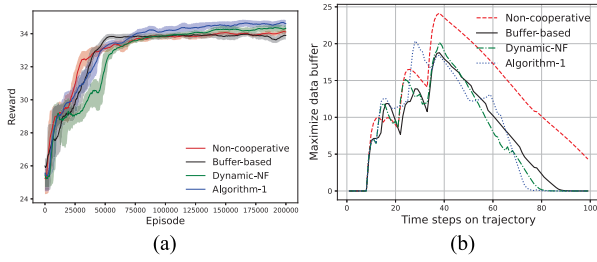 36
34
32
30
28
26
24
Reward
0 25000 50000 75000 100000 125000 150000 175000 200000
Episode
Non-cooperative
Buffer-based
Dynamic-NF
Algorithm-1
(a)
25
20
15
10
5
0
Maximize data buffer
0 20 40 60 80 100
Time steps on trajectory
Non-cooperative
Buffer-based
Dynamic-NF
Algorithm-1
(b)